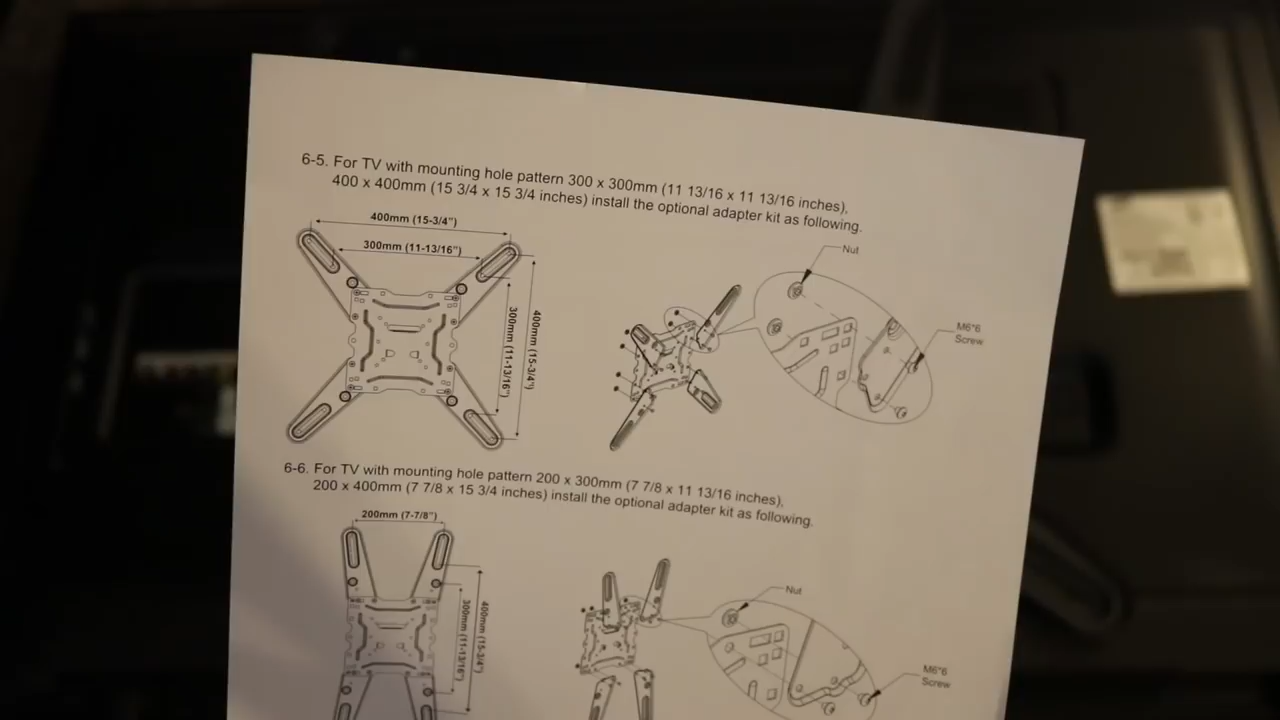 6-5. For TV with mounting hole pattern 300 x 300mm (11 13/16 x 11 13/16 inches),
400 x 400mm (15 3/4 x 15 3/4 inches) install the optional adapter kit as following.
400mm (15-3/4")
300mm (11-13/16")
300mm (11-13/16")
400mm (15-3/4")
Nut
M6*6
Screw
6-6. For TV with mounting hole pattern 200 x 300mm (7 7/8 x 11 13/16 inches),
200 x 400mm (7 7/8 x 15 3/4 inches) install the optional adapter kit as following.
200mm (7-7/8")
300mm (11-13/16")
400mm (15-3/4")
Nut
M6*6
Screw